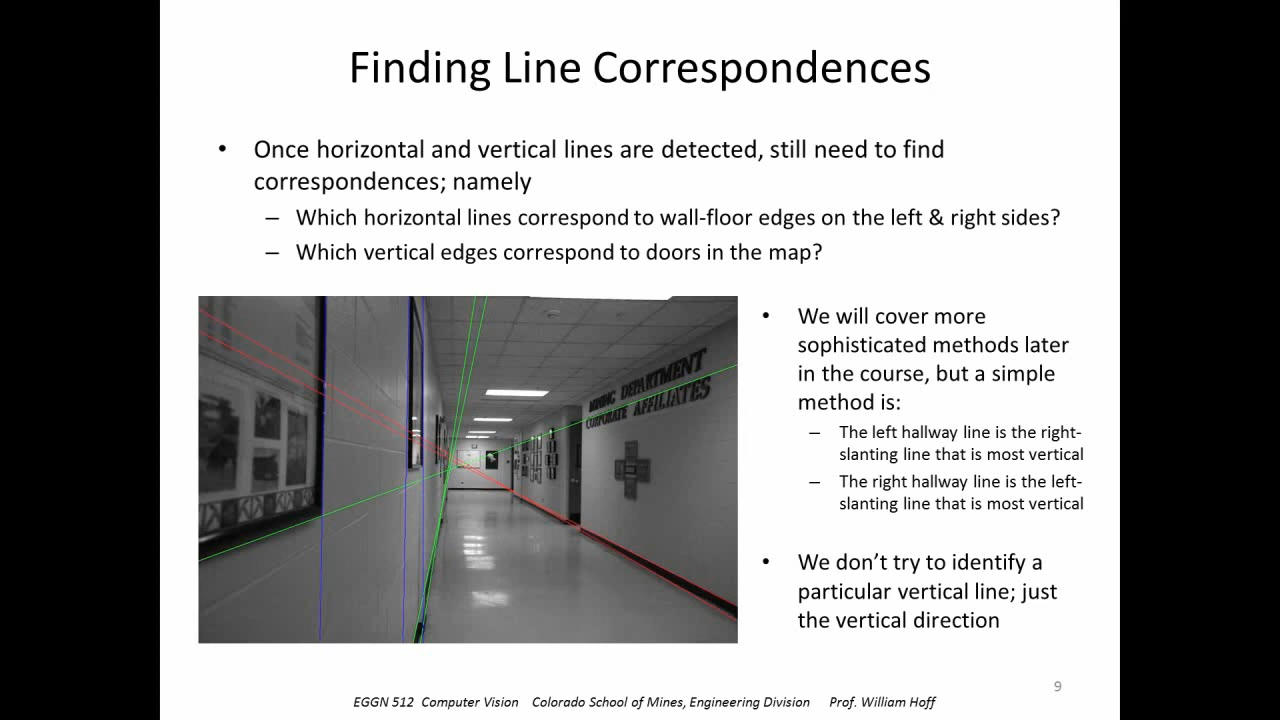 Finding Line Correspondences
• Once horizontal and vertical lines are detected, still need to find
correspondences; namely
– Which horizontal lines correspond to wall-floor edges on the left & right sides?
– Which vertical edges correspond to doors in the map?
MINING DEPARTMENT
CORPORATE AFFILIATES
• We will cover more
sophisticated methods later
in the course, but a simple
method is:
– The left hallway line is the right-
slanting line that is most vertical
– The right hallway line is the left-
slanting line that is most vertical
• We don’t try to identify a
particular vertical line; just
the vertical direction
9
EGGN 512 Computer Vision Colorado School of Mines, Engineering Division Prof. William Hoff